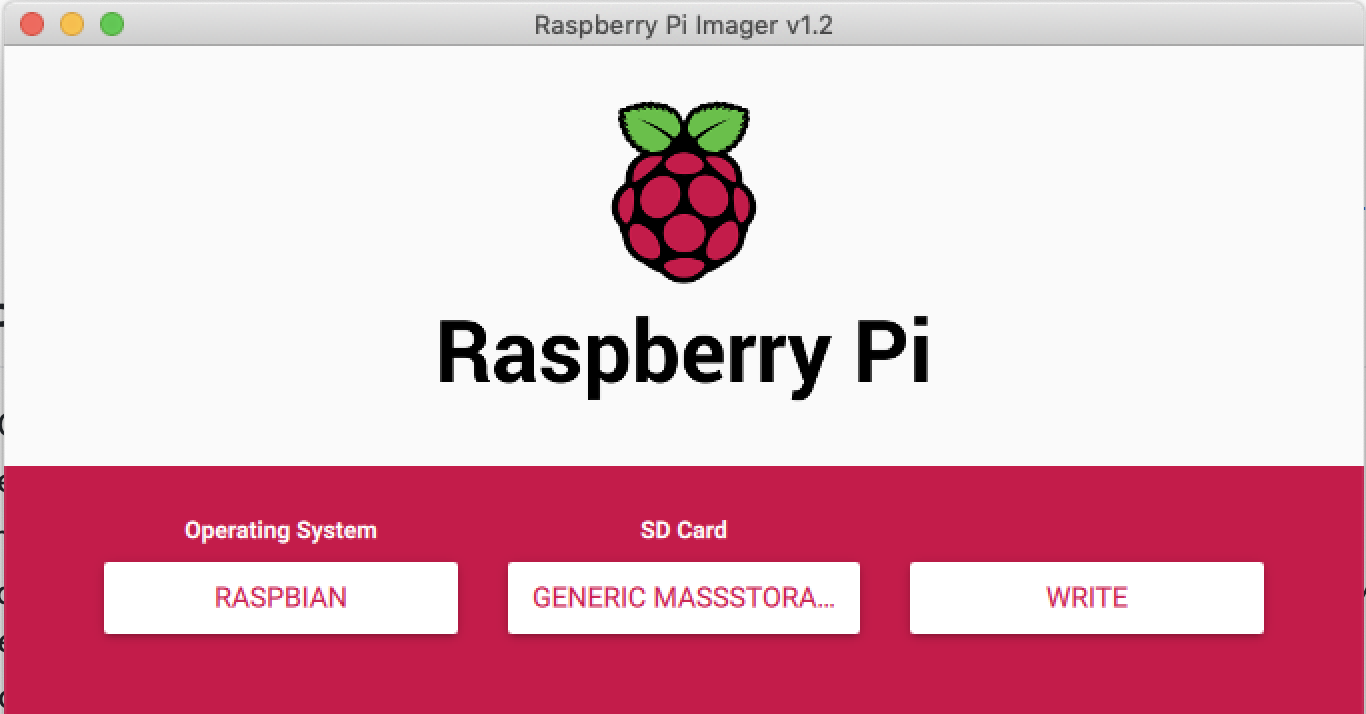 Raspberry Pi Imager v1.2
Raspberry Pi
Operating System
SD Card
RASPBIAN
GENERIC MASSSTORA...
WRITE